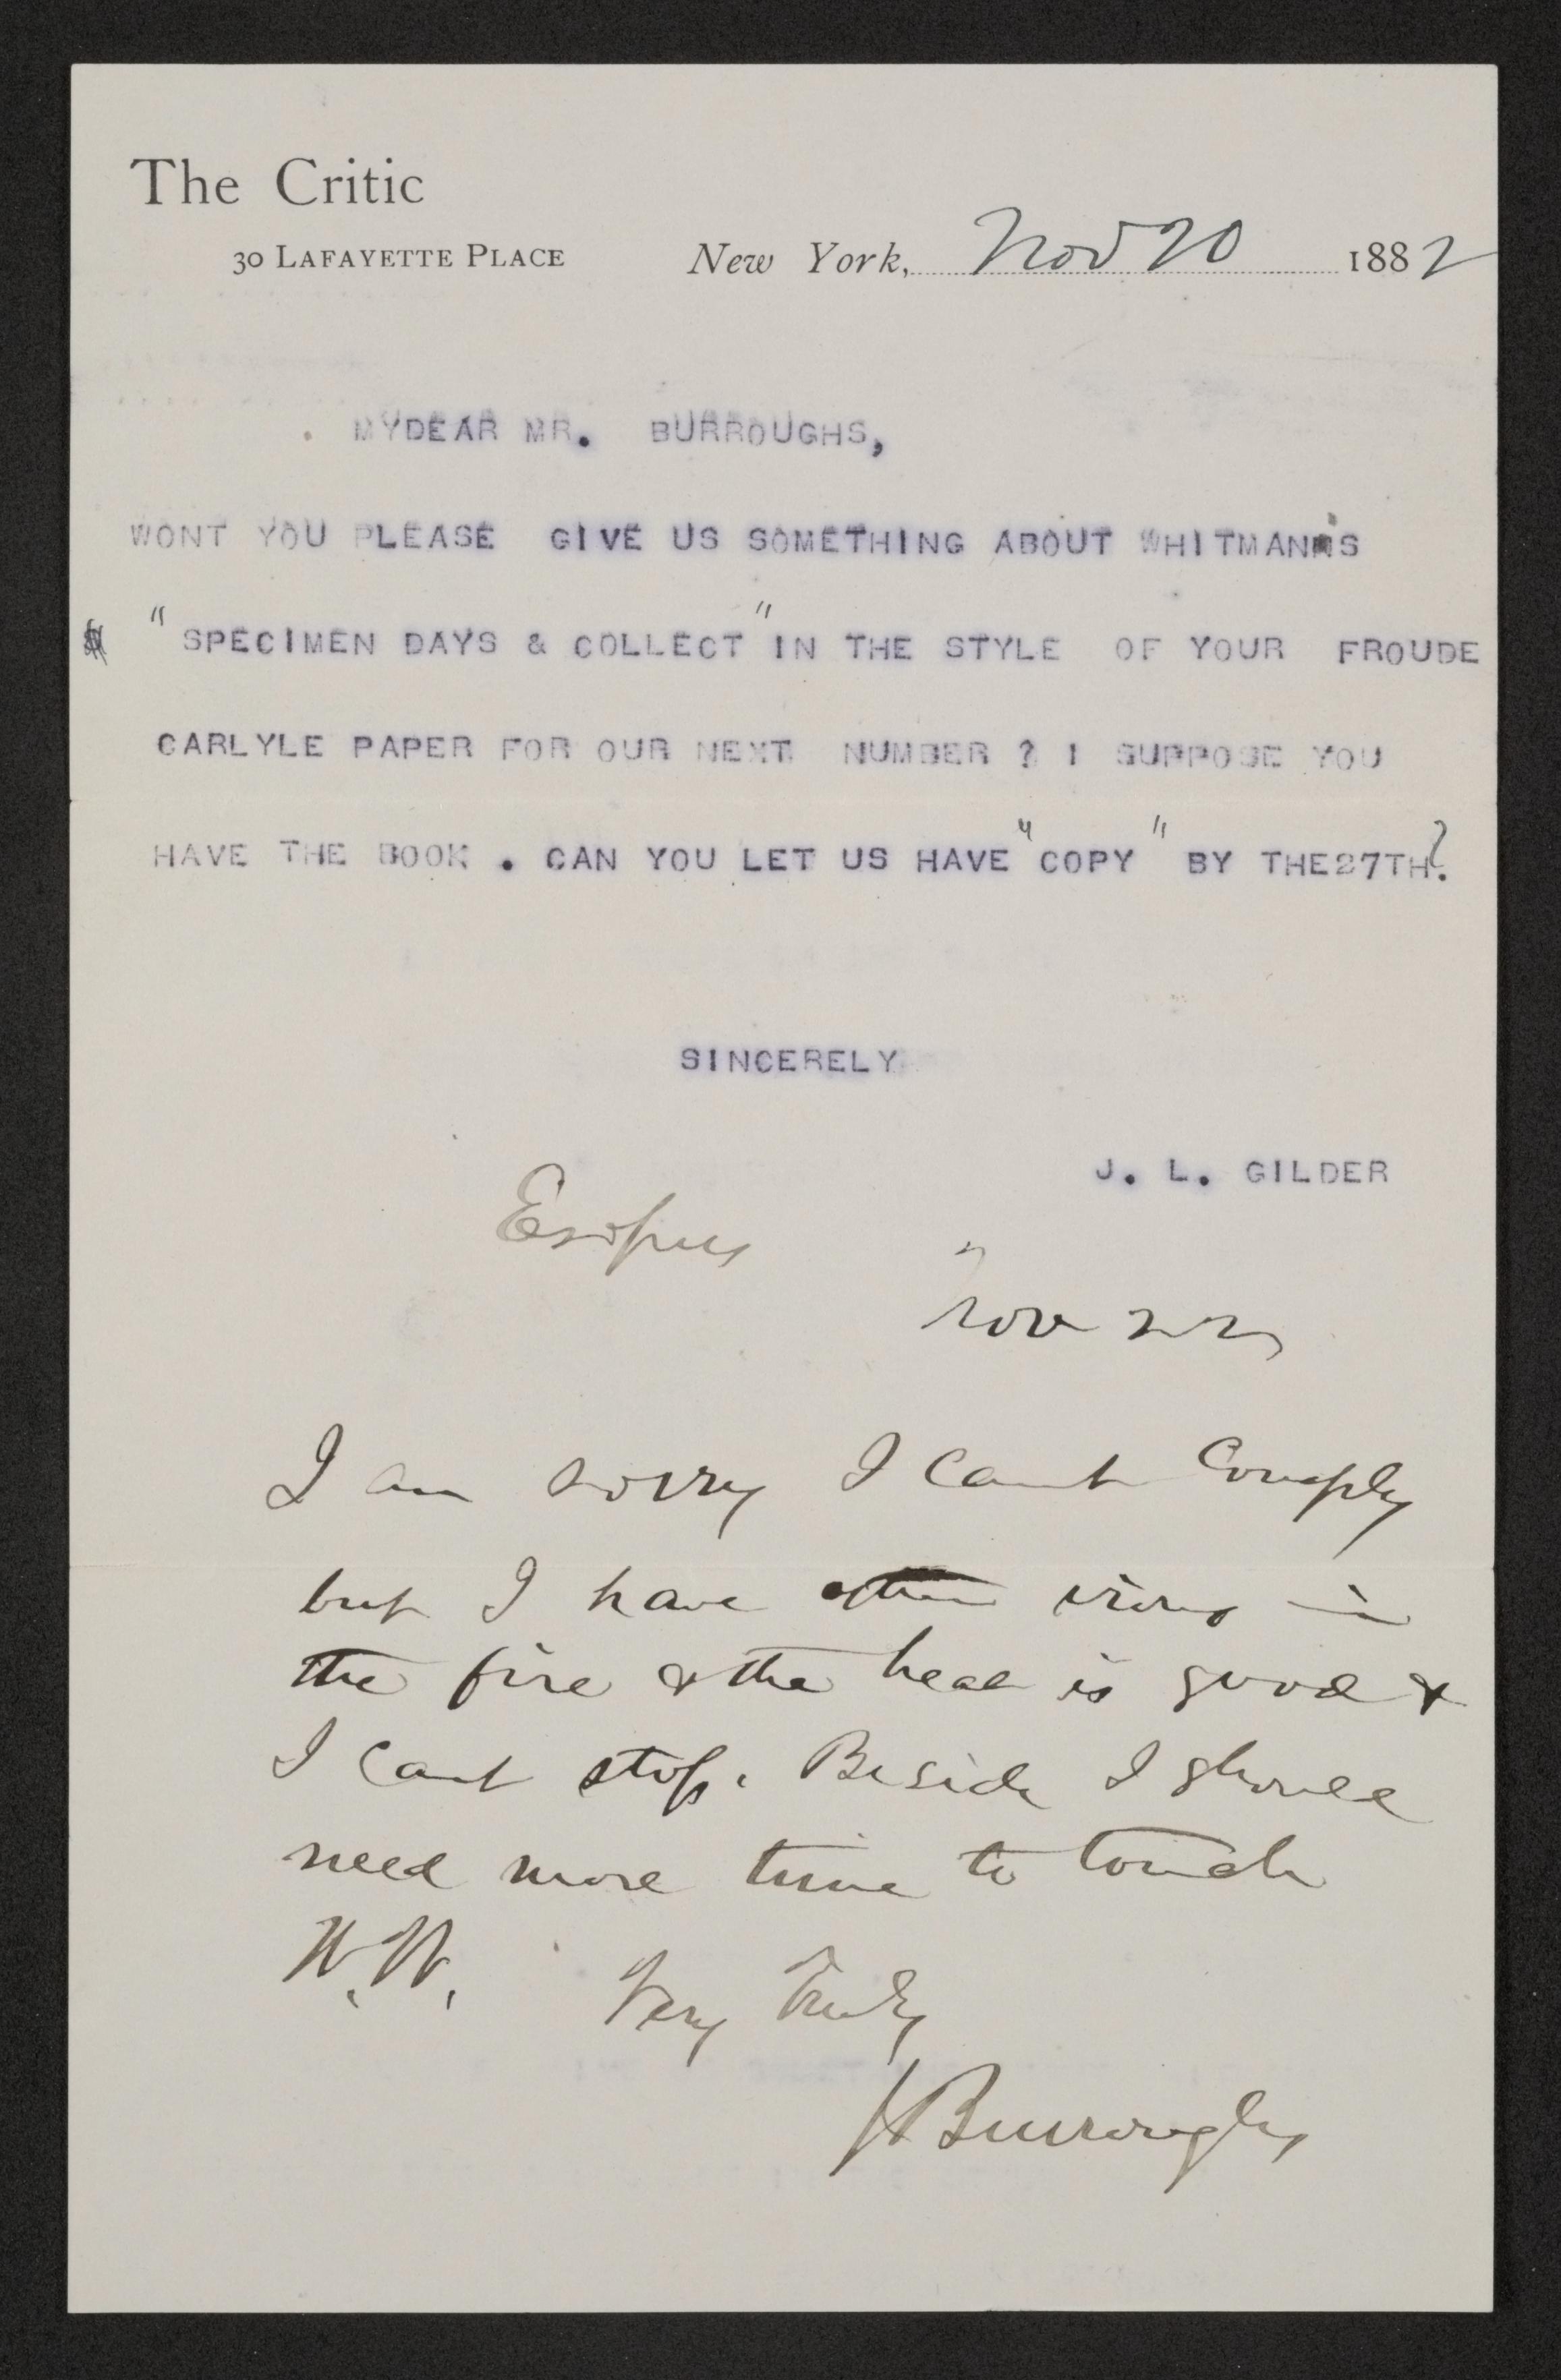 The Critic
30 LAFAYETTE PLACE New York, Nov 20 1882
MYDEAR MR. BURROUGHS,
WONT YOU PLEASE GIVE US SOMETHING ABOUT WHITMAN'S
"SPECIMEN DAYS & COLLECT" IN THE STYLE OF YOUR FROUDE
CARLYLE PAPER FOR OUR NEXT NUMBER ? I SUPPOSE YOU
HAVE THE BOOK . CAN YOU LET US HAVE "COPY" BY THE27TH?.
SINCERELY
J. L. GILDER
Esopus
Nov 22
I am sorry I cant comply
but I have other irons in
the fire & the heat is good &
I cant stop. Beside I should
need more time to touch
W.W. Very Truly
J Burroughs